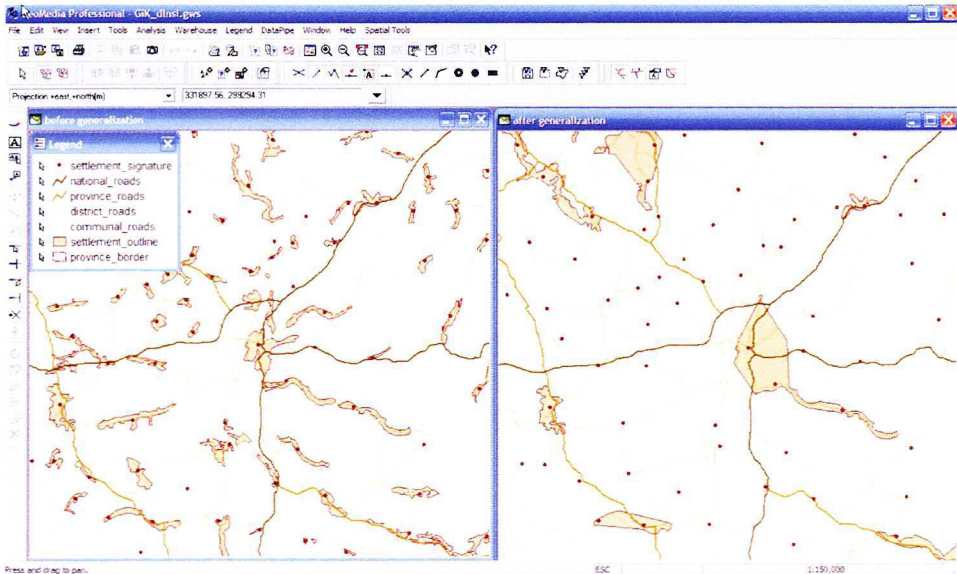 GeoMedia Professional - GIK_dlnsl.gws
File Edit View Insert Tools Analysis Warehouse Legend DataPipe Window Help Spatial Tools
Projection +east,+north(m) 331897.56, 299294.31
before generalization
after generalization
Legend
settlement_signature
national_roads
province_roads
district_roads
communal_roads
settlement_outline
province_border
Press and drag to pan.. ESC 1:150,000